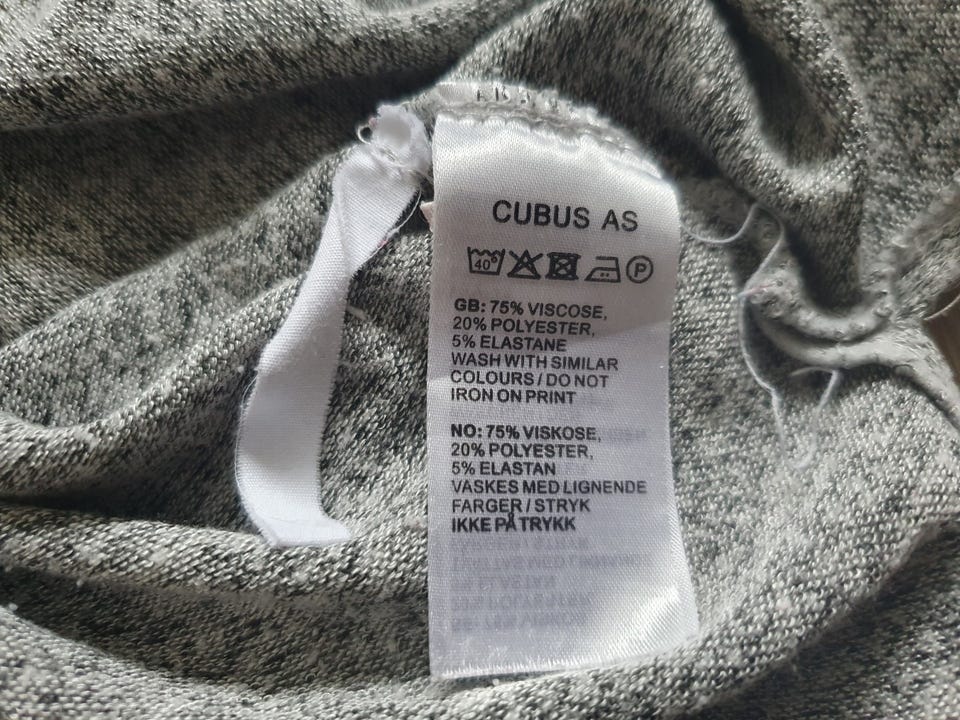 CUBUS AS
40°
P
GB: 75% VISCOSE,
20% POLYESTER,
5% ELASTANE
WASH WITH SIMILAR
COLOURS / DO NOT
IRON ON PRINT
NO: 75% VISKOSE,
20% POLYESTER,
5% ELASTAN
VASKES MED LIGNENDE
FARGER / STRYK
IKKE PÅ TRYKK